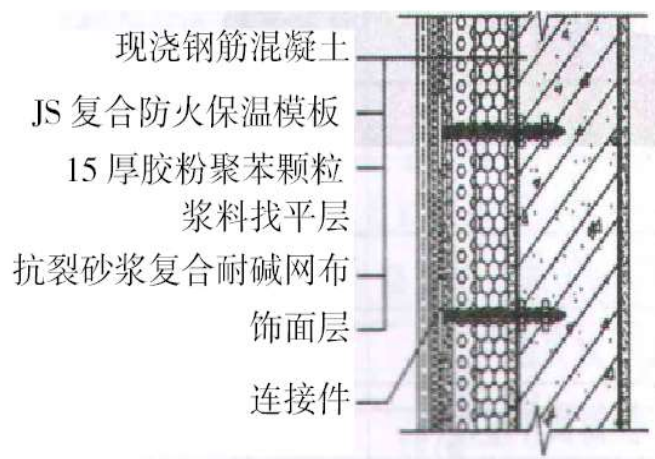 现浇钢筋混凝土
JS复合防火保温模板
15厚胶粉聚苯颗粒
浆料找平层
抗裂砂浆复合耐碱网布
饰面层
连接件